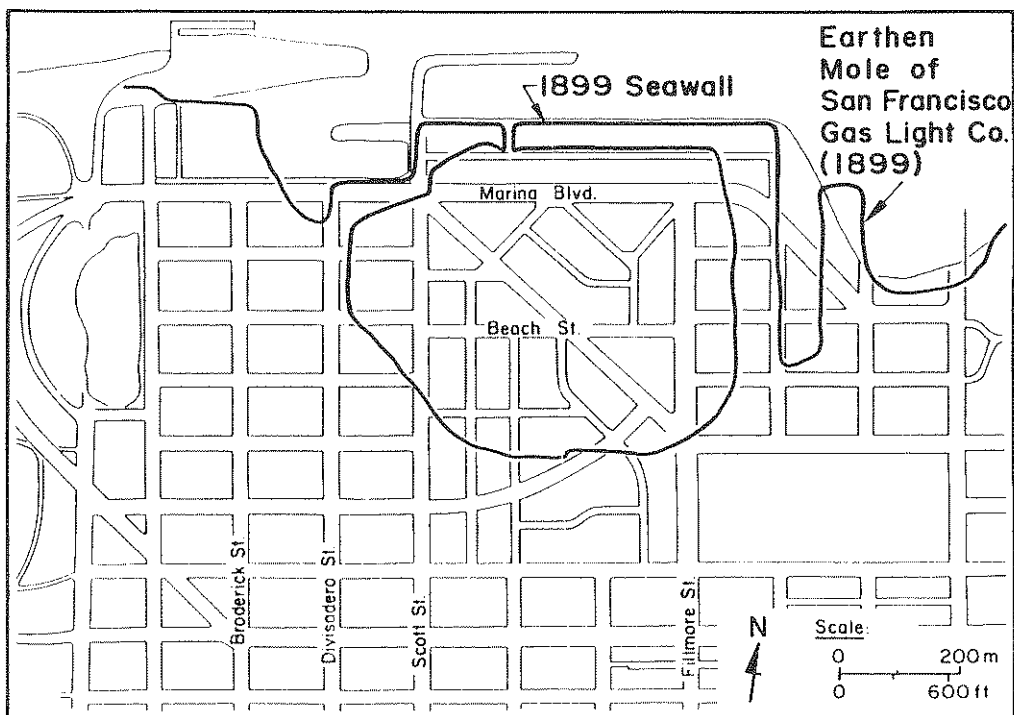 Earthen
Mole of
San Francisco
Gas Light Co.
(1899)
1899 Seawall
Marina Blvd.
Beach St.
Broderick St.
Divisadero St.
Scott St.
Fillmore St.
N
Scale:
0 200 m
0 600 ft